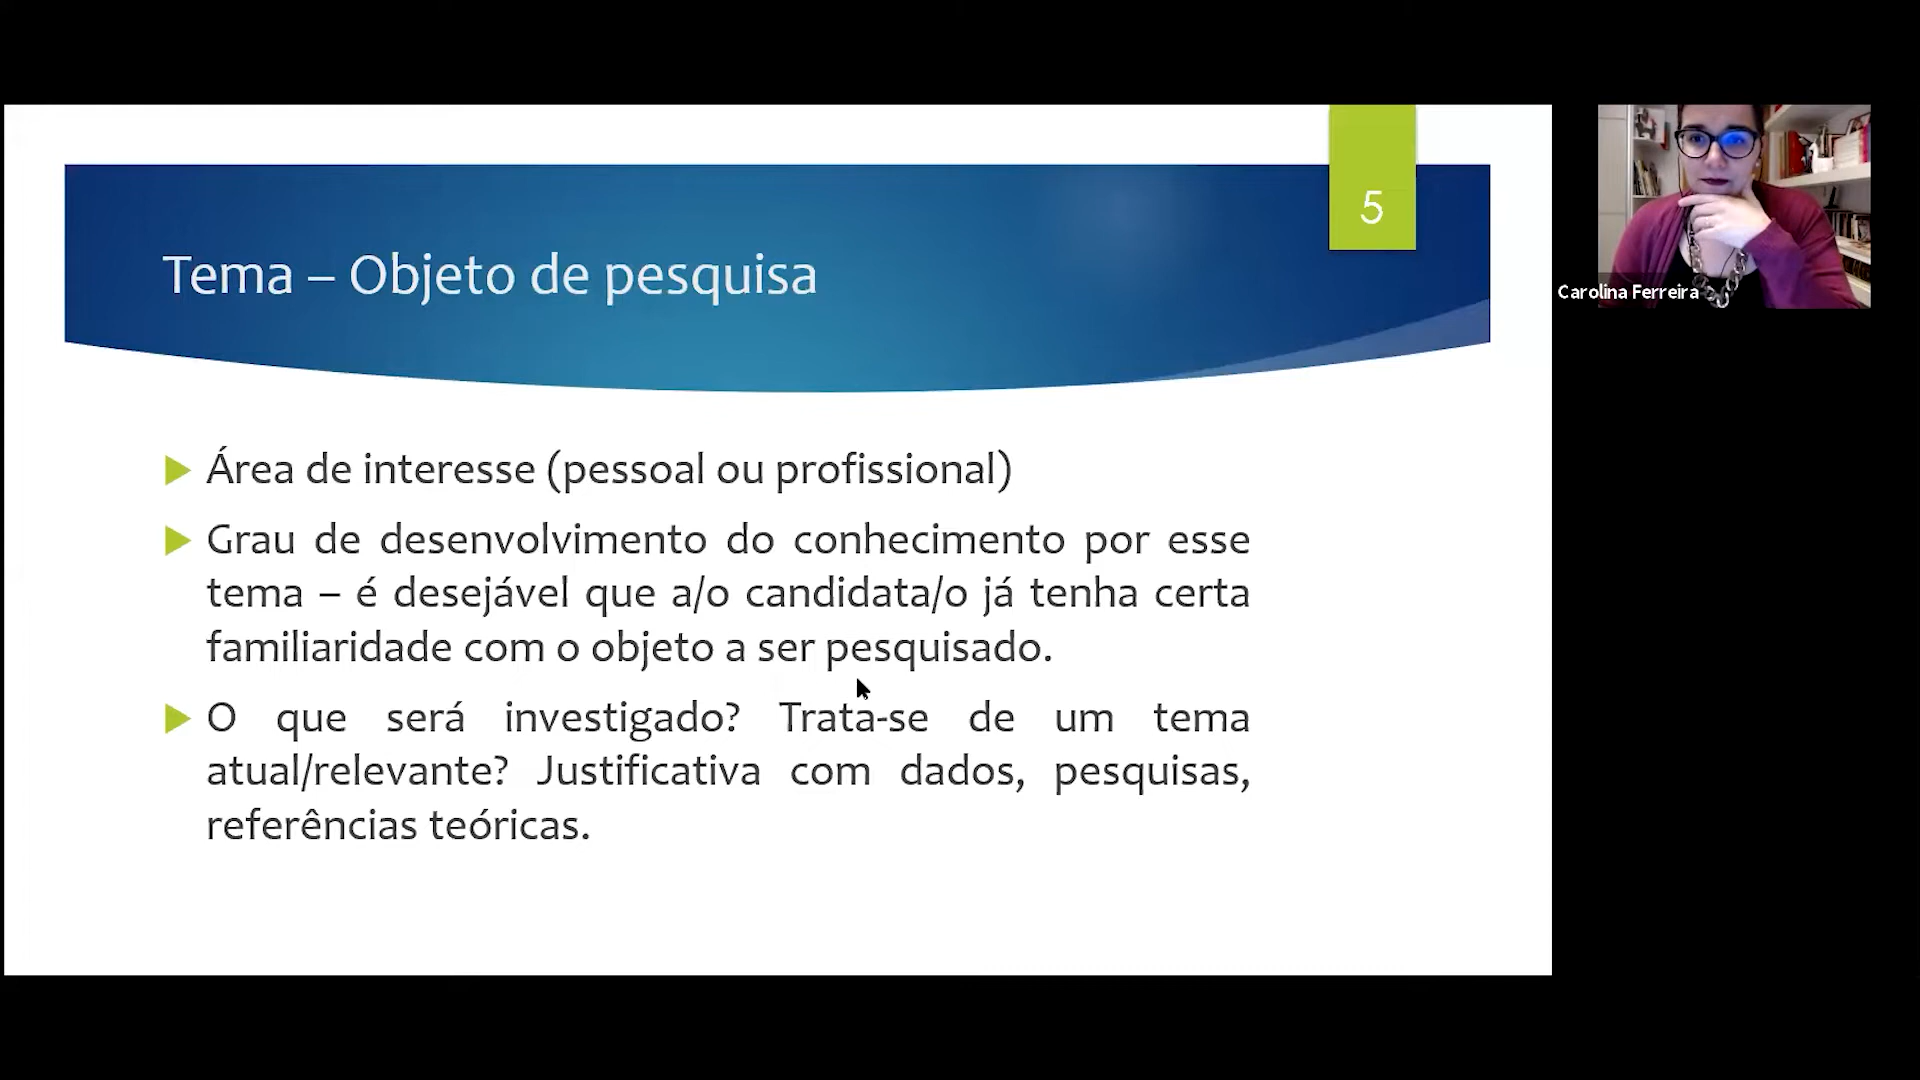 5
Tema – Objeto de pesquisa
Área de interesse (pessoal ou profissional)
Grau de desenvolvimento do conhecimento por esse
tema – é desejável que a/o candidata/o já tenha certa
familiaridade com o objeto a ser pesquisado.
O que será investigado? Trata-se de um tema
atual/relevante? Justificativa com dados, pesquisas,
referências teóricas.
Carolina Ferreira